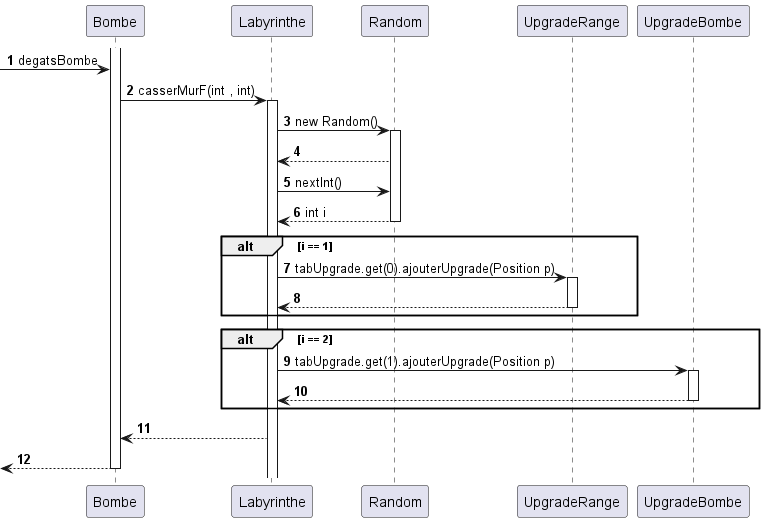 Bombe Labyrinthe Random UpgradeRange UpgradeBombe
1 degatsBombe
2 casserMurF(int , int)
3 new Random()
4
5 nextInt()
6 int i
alt [i == 1]
7 tabUpgrade.get(0).ajouterUpgrade(Position p)
8
alt [i == 2]
9 tabUpgrade.get(1).ajouterUpgrade(Position p)
10
11
12
Bombe Labyrinthe Random UpgradeRange UpgradeBombe